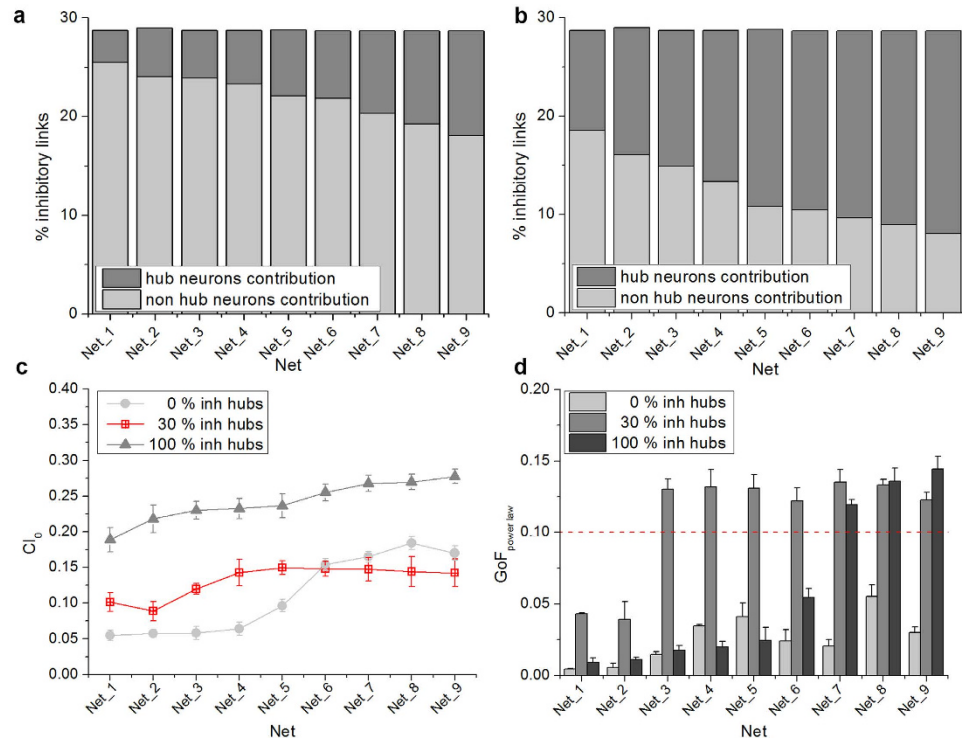 a
30
20
10
0
% inhibitory links
hub neurons contribution
non hub neurons contribution
Net_1 Net_2 Net_3 Net_4 Net_5 Net_6 Net_7 Net_8 Net_9
Net
b
30
20
10
0
% inhibitory links
hub neurons contribution
non hub neurons contribution
Net_1 Net_2 Net_3 Net_4 Net_5 Net_6 Net_7 Net_8 Net_9
Net
c
0.40
0.35
0.30
0.25
0.20
0.15
0.10
0.05
0.00
CI0
0 % inh hubs
30 % inh hubs
100 % inh hubs
Net_1 Net_2 Net_3 Net_4 Net_5 Net_6 Net_7 Net_8 Net_9
Net
d
0.20
0.15
0.10
0.05
0.00
GoFpower law
0 % inh hubs
30 % inh hubs
100 % inh hubs
Net_1 Net_2 Net_3 Net_4 Net_5 Net_6 Net_7 Net_8 Net_9
Net